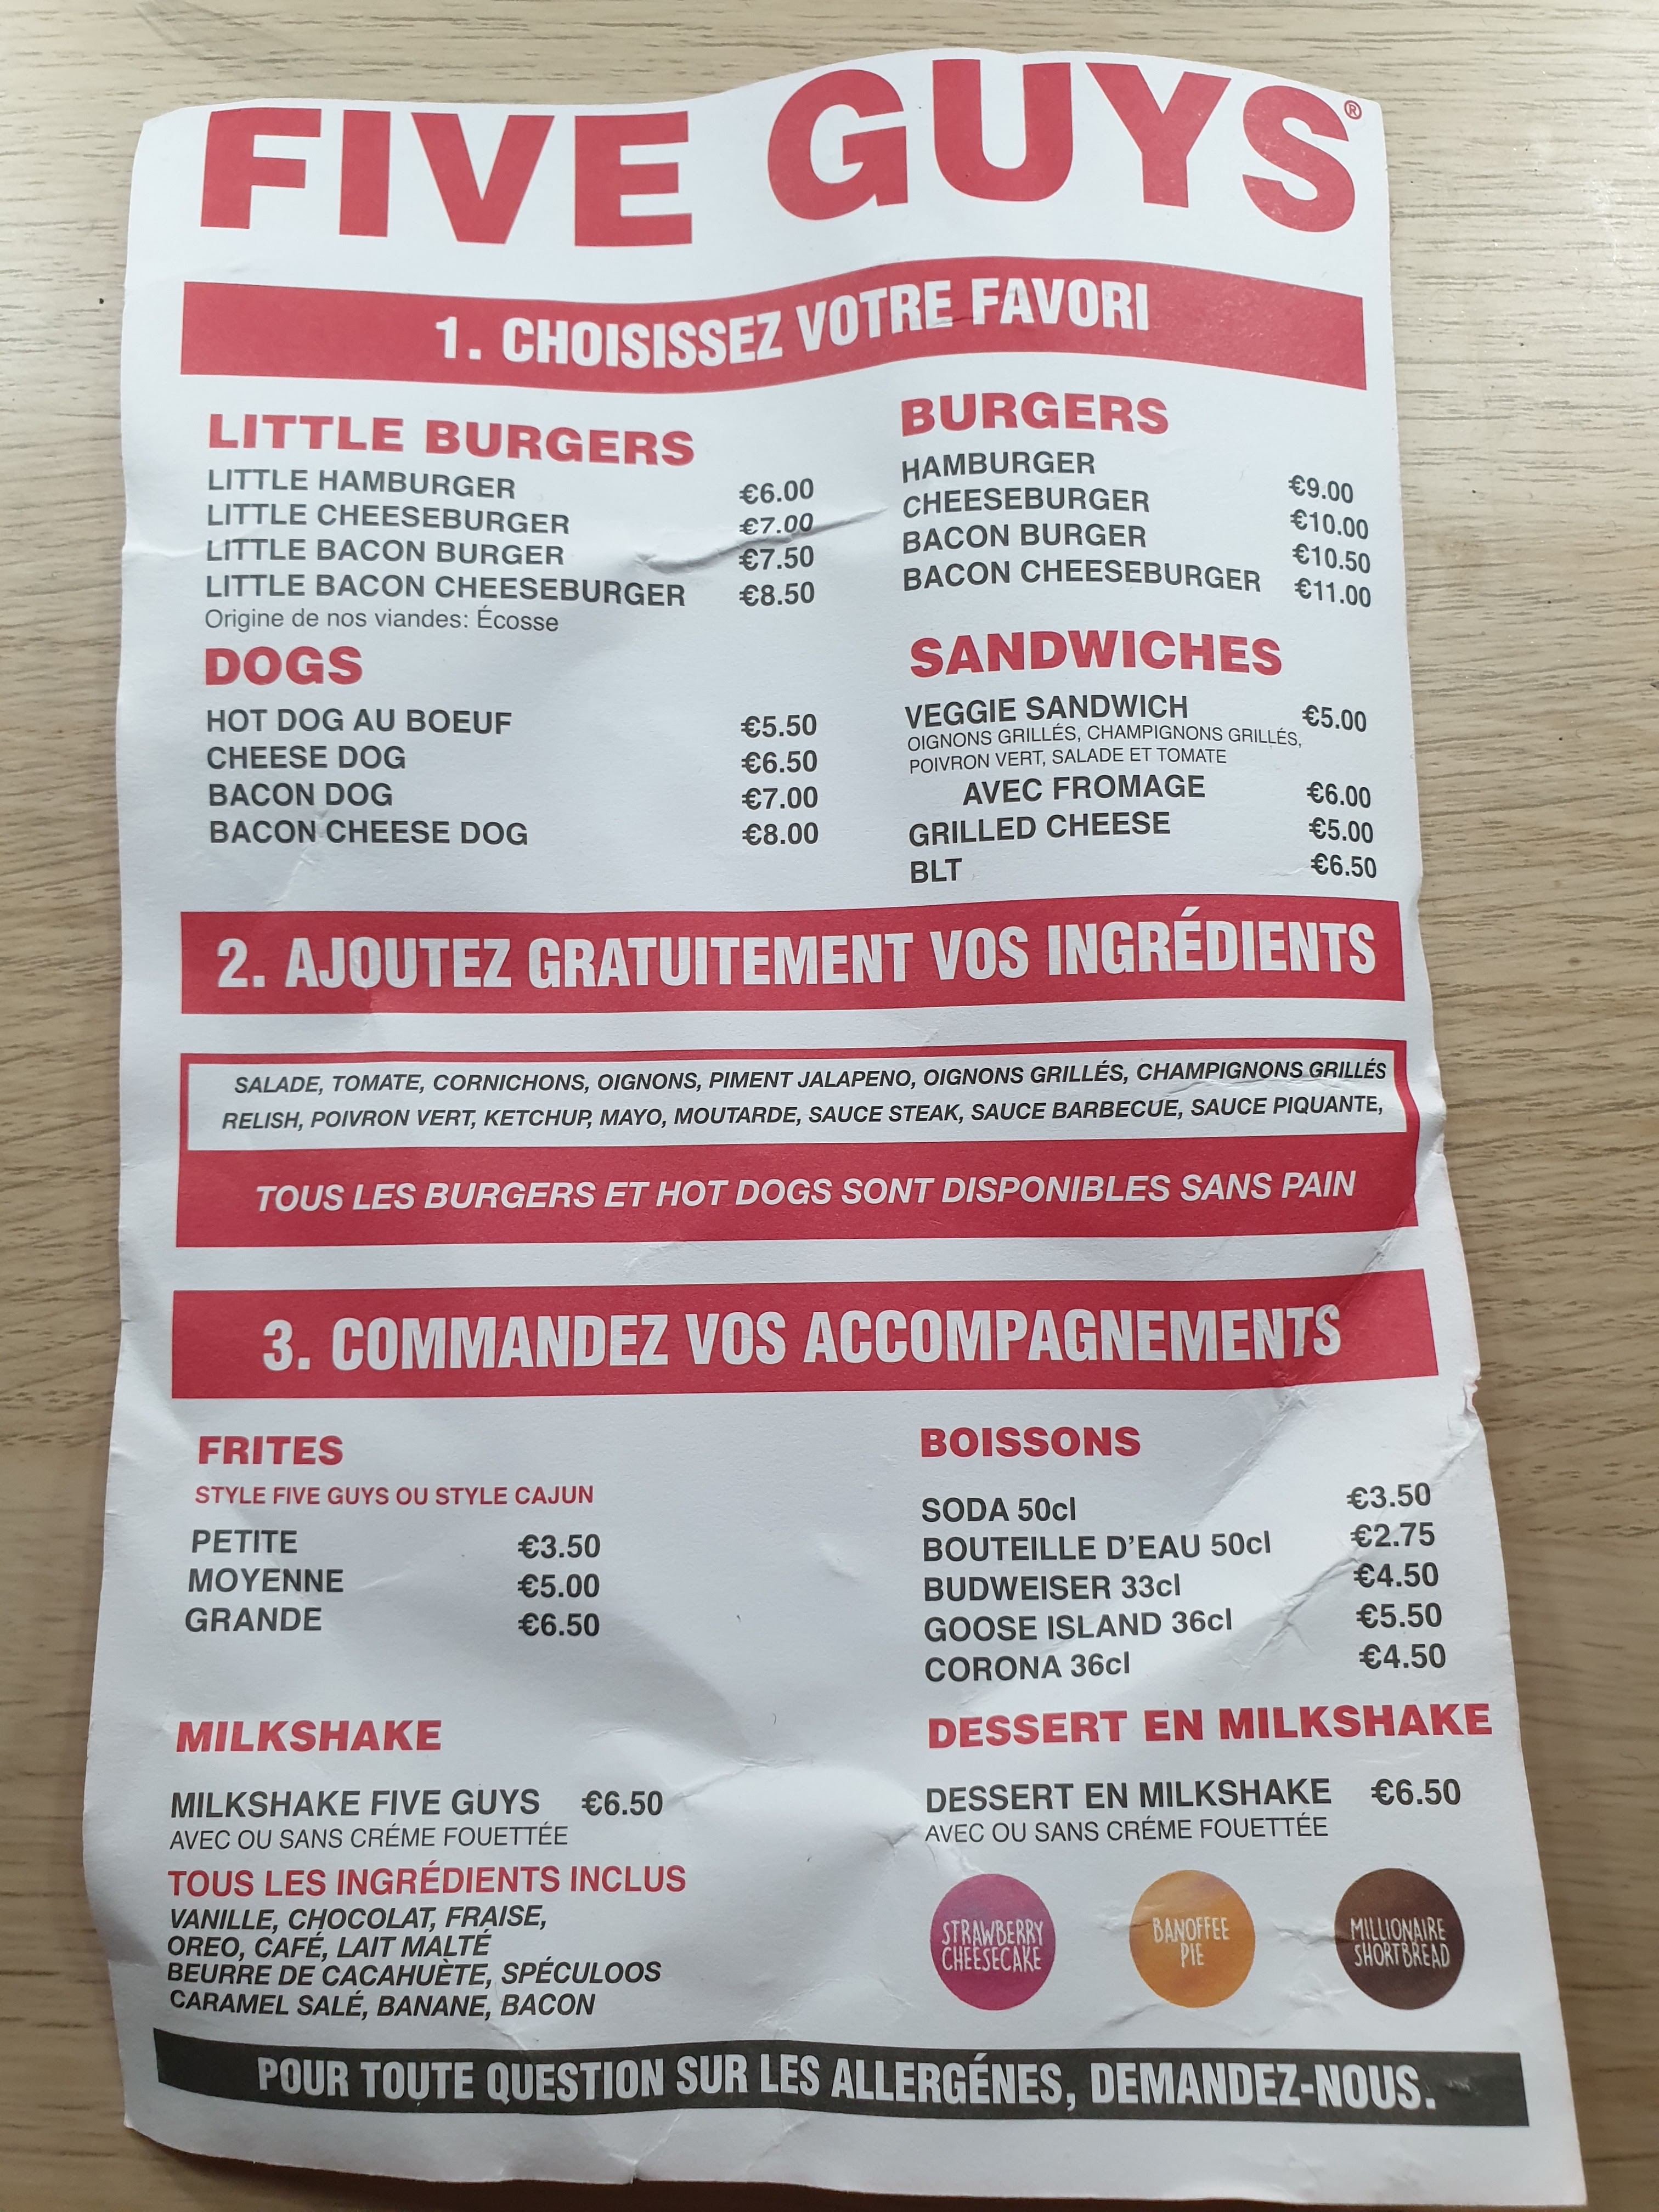 FIVE GUYS®
1. CHOISISSEZ VOTRE FAVORI
LITTLE BURGERS
LITTLE HAMBURGER €6.00
LITTLE CHEESEBURGER €7.00
LITTLE BACON BURGER €7.50
LITTLE BACON CHEESEBURGER €8.50
Origine de nos viandes: Écosse
DOGS
HOT DOG AU BOEUF €5.50
CHEESE DOG €6.50
BACON DOG €7.00
BACON CHEESE DOG €8.00
BURGERS
HAMBURGER €9.00
CHEESEBURGER €10.00
BACON BURGER €10.50
BACON CHEESEBURGER €11.00
SANDWICHES
VEGGIE SANDWICH €5.00
OIGNONS GRILLÉS, CHAMPIGNONS GRILLÉS,
POIVRON VERT, SALADE ET TOMATE
AVEC FROMAGE €6.00
GRILLED CHEESE €5.00
BLT €6.50
2. AJOUTEZ GRATUITEMENT VOS INGRÉDIENTS
SALADE, TOMATE, CORNICHONS, OIGNONS, PIMENT JALAPENO, OIGNONS GRILLÉS, CHAMPIGNONS GRILLÉS
RELISH, POIVRON VERT, KETCHUP, MAYO, MOUTARDE, SAUCE STEAK, SAUCE BARBECUE, SAUCE PIQUANTE,
TOUS LES BURGERS ET HOT DOGS SONT DISPONIBLES SANS PAIN
3. COMMANDEZ VOS ACCOMPAGNEMENTS
FRITES
STYLE FIVE GUYS OU STYLE CAJUN
PETITE €3.50
MOYENNE €5.00
GRANDE €6.50
BOISSONS
SODA 50cl €3.50
BOUTEILLE D'EAU 50cl €2.75
BUDWEISER 33cl €4.50
GOOSE ISLAND 36cl €5.50
CORONA 36cl €4.50
MILKSHAKE
MILKSHAKE FIVE GUYS €6.50
AVEC OU SANS CRÉME FOUETTÉE
TOUS LES INGRÉDIENTS INCLUS
VANILLE, CHOCOLAT, FRAISE,
OREO, CAFÉ, LAIT MALTÉ
BEURRE DE CACAHUÈTE, SPÉCULOOS
CARAMEL SALÉ, BANANE, BACON
DESSERT EN MILKSHAKE
DESSERT EN MILKSHAKE €6.50
AVEC OU SANS CRÉME FOUETTÉE
STRAWBERRY
CHEESECAKE
BANOFFEE
PIE
MILLIONAIRE
SHORTBREAD
POUR TOUTE QUESTION SUR LES ALLERGÉNES, DEMANDEZ-NOUS.